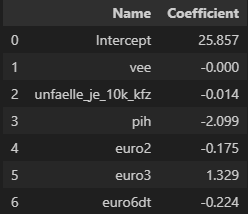 Name Coefficient
0 Intercept 25.857
1 vee -0.000
2 unfaelle_je_10k_kfz -0.014
3 pih -2.099
4 euro2 -0.175
5 euro3 1.329
6 euro6dt -0.224